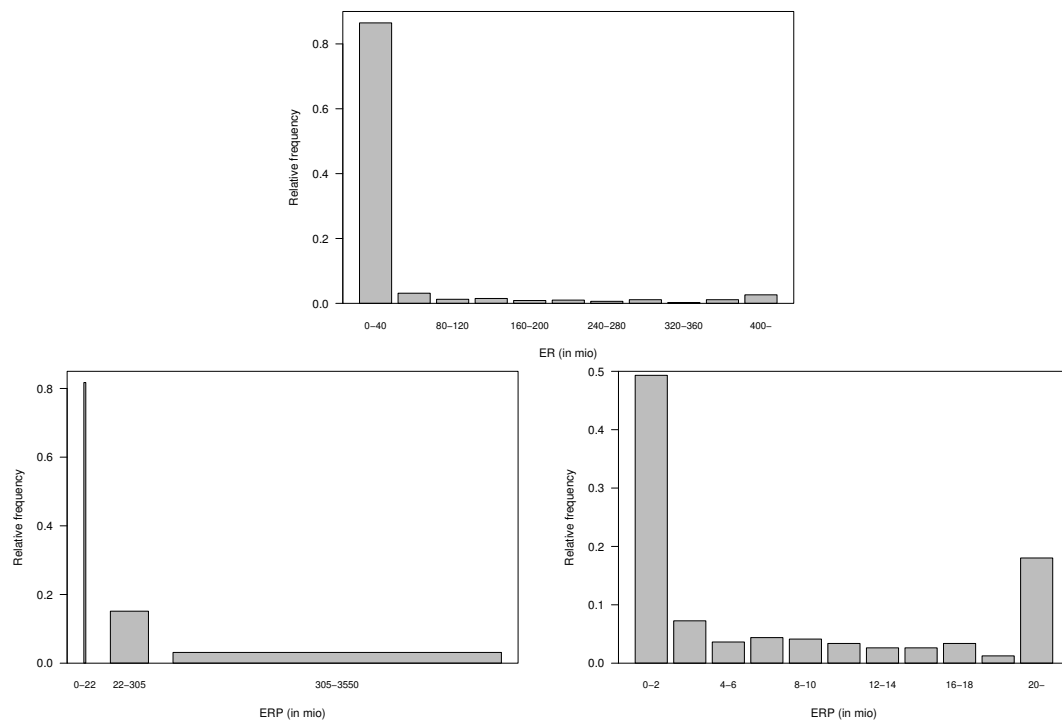 Relative frequency
0.8
0.6
0.4
0.2
0.0
0−40 80−120 160−200 240−280 320−360 400−
ER (in mio)
Relative frequency
0.8
0.6
0.4
0.2
0.0
0−22 22−305 305−3550
ERP (in mio)
Relative frequency
0.5
0.4
0.3
0.2
0.1
0.0
0−2 4−6 8−10 12−14 16−18 20−
ERP (in mio)